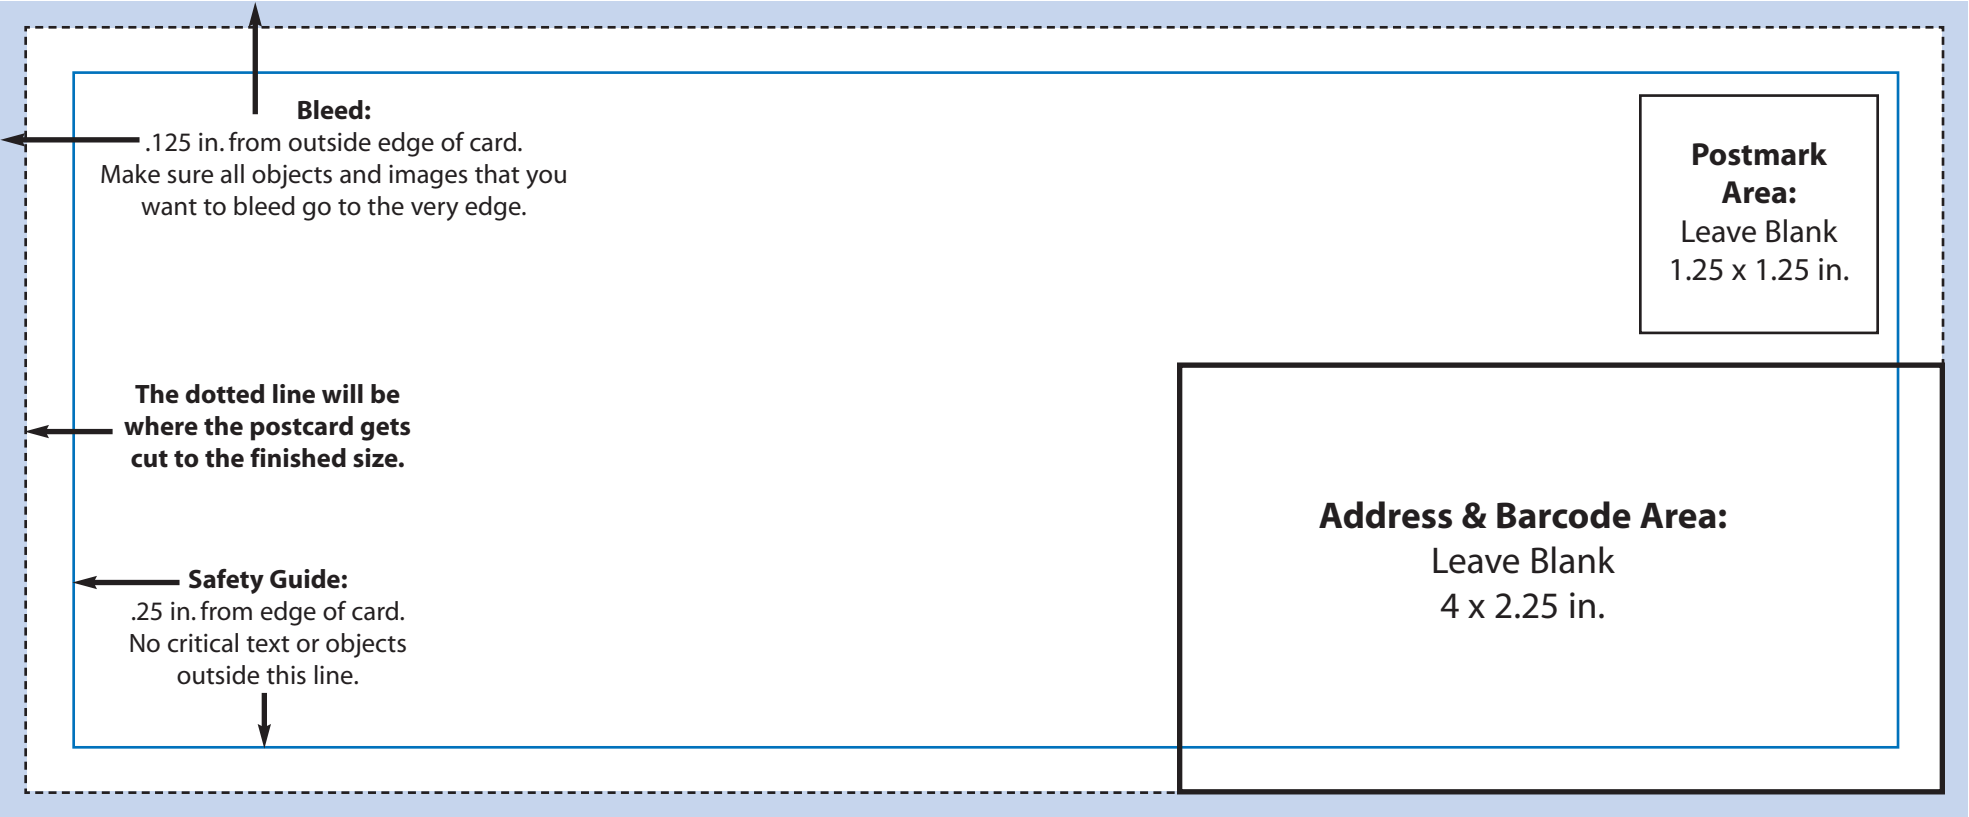 Bleed:
.125 in. from outside edge of card.
Make sure all objects and images that you
want to bleed go to the very edge.
Postmark
Area:
Leave Blank
1.25 x 1.25 in.
The dotted line will be
where the postcard gets
cut to the finished size.
Address & Barcode Area:
Leave Blank
4 x 2.25 in.
Safety Guide:
.25 in. from edge of card.
No critical text or objects
outside this line.